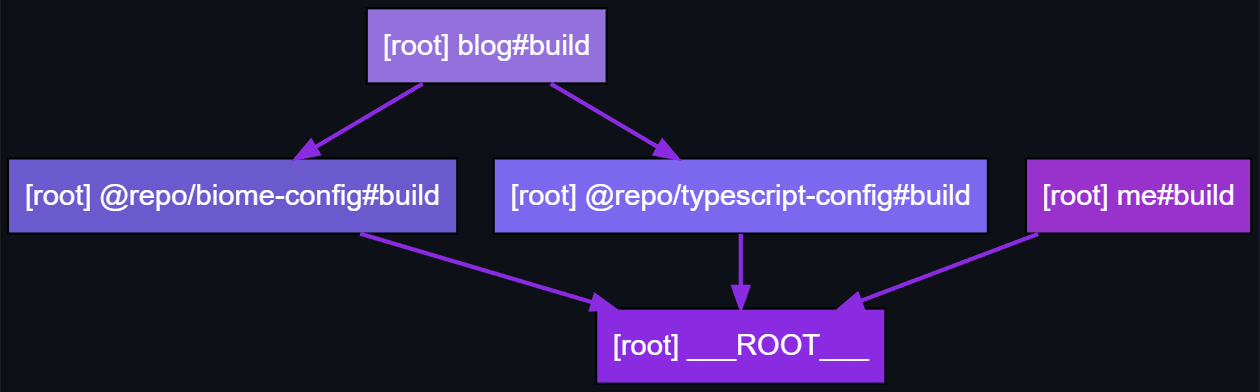 [root] blog#build
[root] @repo/biome-config#build
[root] @repo/typescript-config#build
[root] me#build
[root] ___ROOT___